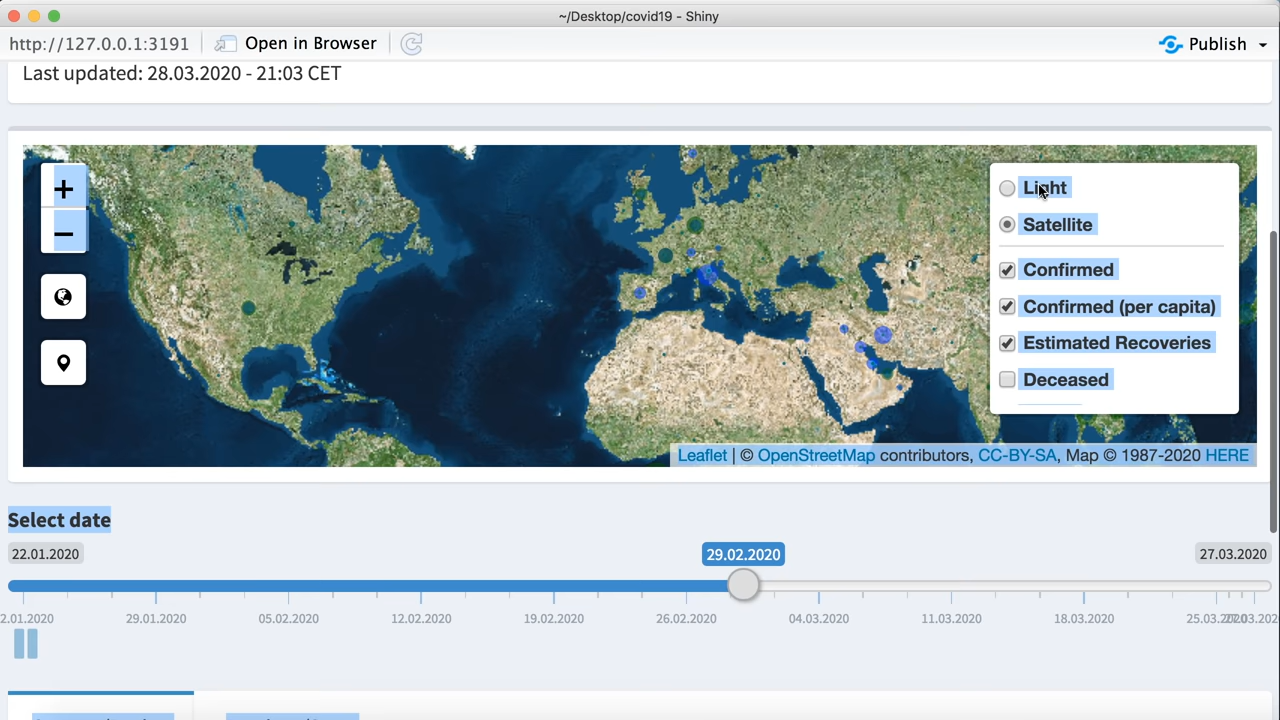 ~/Desktop/covid19 - Shiny
http://127.0.0.1:3191 Open in Browser Publish
Last updated: 28.03.2020 - 21:03 CET
+
−
Light
Satellite
Confirmed
Confirmed (per capita)
Estimated Recoveries
Deceased
Leaflet | © OpenStreetMap contributors, CC-BY-SA, Map © 1987-2020 HERE
Select date
22.01.2020 29.02.2020 27.03.2020
2.01.2020 29.01.2020 05.02.2020 12.02.2020 19.02.2020 26.02.2020 04.03.2020 11.03.2020 18.03.2020